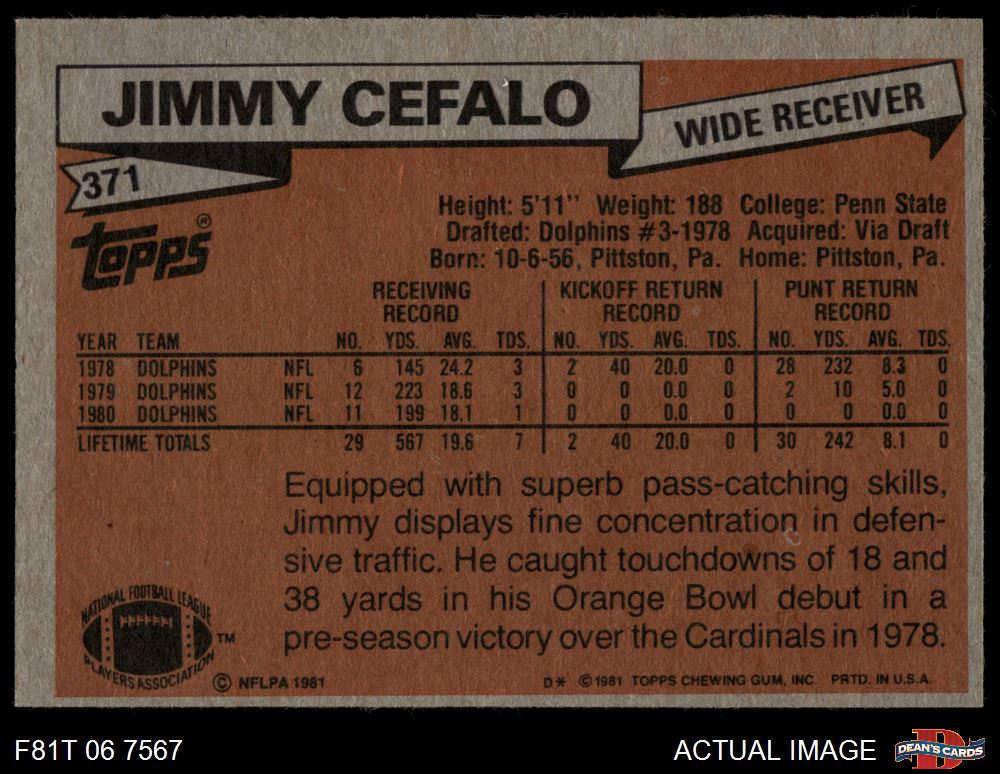 JIMMY CEFALO
WIDE RECEIVER
371
topps®
Height: 5'11" Weight: 188 College: Penn State
Drafted: Dolphins #3-1978 Acquired: Via Draft
Born: 10-6-56, Pittston, Pa. Home: Pittston, Pa.
RECEIVING RECORD KICKOFF RETURN RECORD PUNT RETURN RECORD
YEAR TEAM NO. YDS. AVG. TDS. NO. YDS. AVG. TDS. NO. YDS. AVG. TDS.
1978 DOLPHINS NFL 6 145 24.2 3 2 40 20.0 0 28 232 8.3 0
1979 DOLPHINS NFL 12 223 18.6 3 0 0 0.0 0 2 10 5.0 0
1980 DOLPHINS NFL 11 199 18.1 1 0 0 0.0 0 0 0 0.0 0
LIFETIME TOTALS 29 567 19.6 7 2 40 20.0 0 30 242 8.1 0
Equipped with superb pass-catching skills,
Jimmy displays fine concentration in defen-
sive traffic. He caught touchdowns of 18 and
38 yards in his Orange Bowl debut in a
pre-season victory over the Cardinals in 1978.
NATIONAL FOOTBALL LEAGUE
PLAYERS ASSOCIATION
TM
© NFLPA 1981
D* © 1981 TOPPS CHEWING GUM, INC. PRTD. IN U.S.A.
F81T 06 7567
ACTUAL IMAGE
D
DEAN'S CARDS